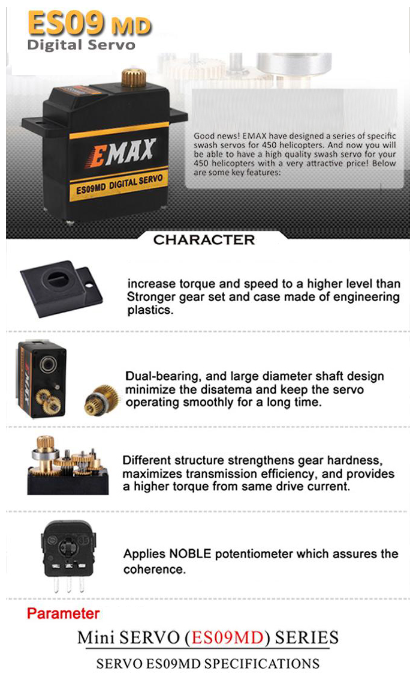 ES09 MD
Digital Servo
Good news! EMAX have designed a series of specific
swash servos for 450 helicopters. And now you will
be able to have a high quality swash servo for your
450 helicopters with a very attractive price! Below
are some key features:
EMAX
ES09MD DIGITAL SERVO
CHARACTER
increase torque and speed to a higher level than
Stronger gear set and case made of engineering
plastics.
EMAX
Dual-bearing, and large diameter shaft design
minimize the disatema and keep the servo
operating smoothly for a long time.
Different structure strengthens gear hardness,
maximizes transmission efficiency, and provides
a higher torque from same drive current.
Applies NOBLE potentiometer which assures the
coherence.
Parameter
Mini SERVO (ES09MD) SERIES
SERVO ES09MD SPECIFICATIONS